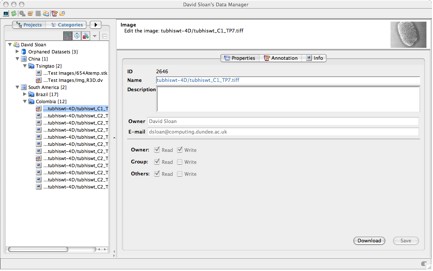 David Sloan's Data Manager
Projects
Categories
David Sloan
Orphaned Datasets [3]
China [1]
Tsingtao [2]
...Test images/654Atemp.stk
...Test images/Img_R3D.dv
South America [2]
Brazil [17]
Colombia [12]
...tubhiswt-4D/tubhiswt_C1_T
...tubhiswt-4D/tubhiswt_C2_T
...tubhiswt-4D/tubhiswt_C1_T
...tubhiswt-4D/tubhiswt_C2_T
...tubhiswt-4D/tubhiswt_C2_T
...tubhiswt-4D/tubhiswt_C2_T
...tubhiswt-4D/tubhiswt_C1_T
...tubhiswt-4D/tubhiswt_C2_T
...tubhiswt-4D/tubhiswt_C2_T
...tubhiswt-4D/tubhiswt_C1_T
...tubhiswt-4D/tubhiswt_C2_T
...tubhiswt-4D/tubhiswt_C2_T
Image
Edit the image: tubhiswt-4D/tubhiswt_C1_TP7.tiff
Properties
Annotation
Info
ID 2646
Name tubhiswt-4D/tubhiswt_C1_TP7.tiff
Description
Owner David Sloan
E-mail dsloan@computing.dundee.ac.uk
Owner: Read Write
Group: Read Write
Others: Read Write
Download
Save